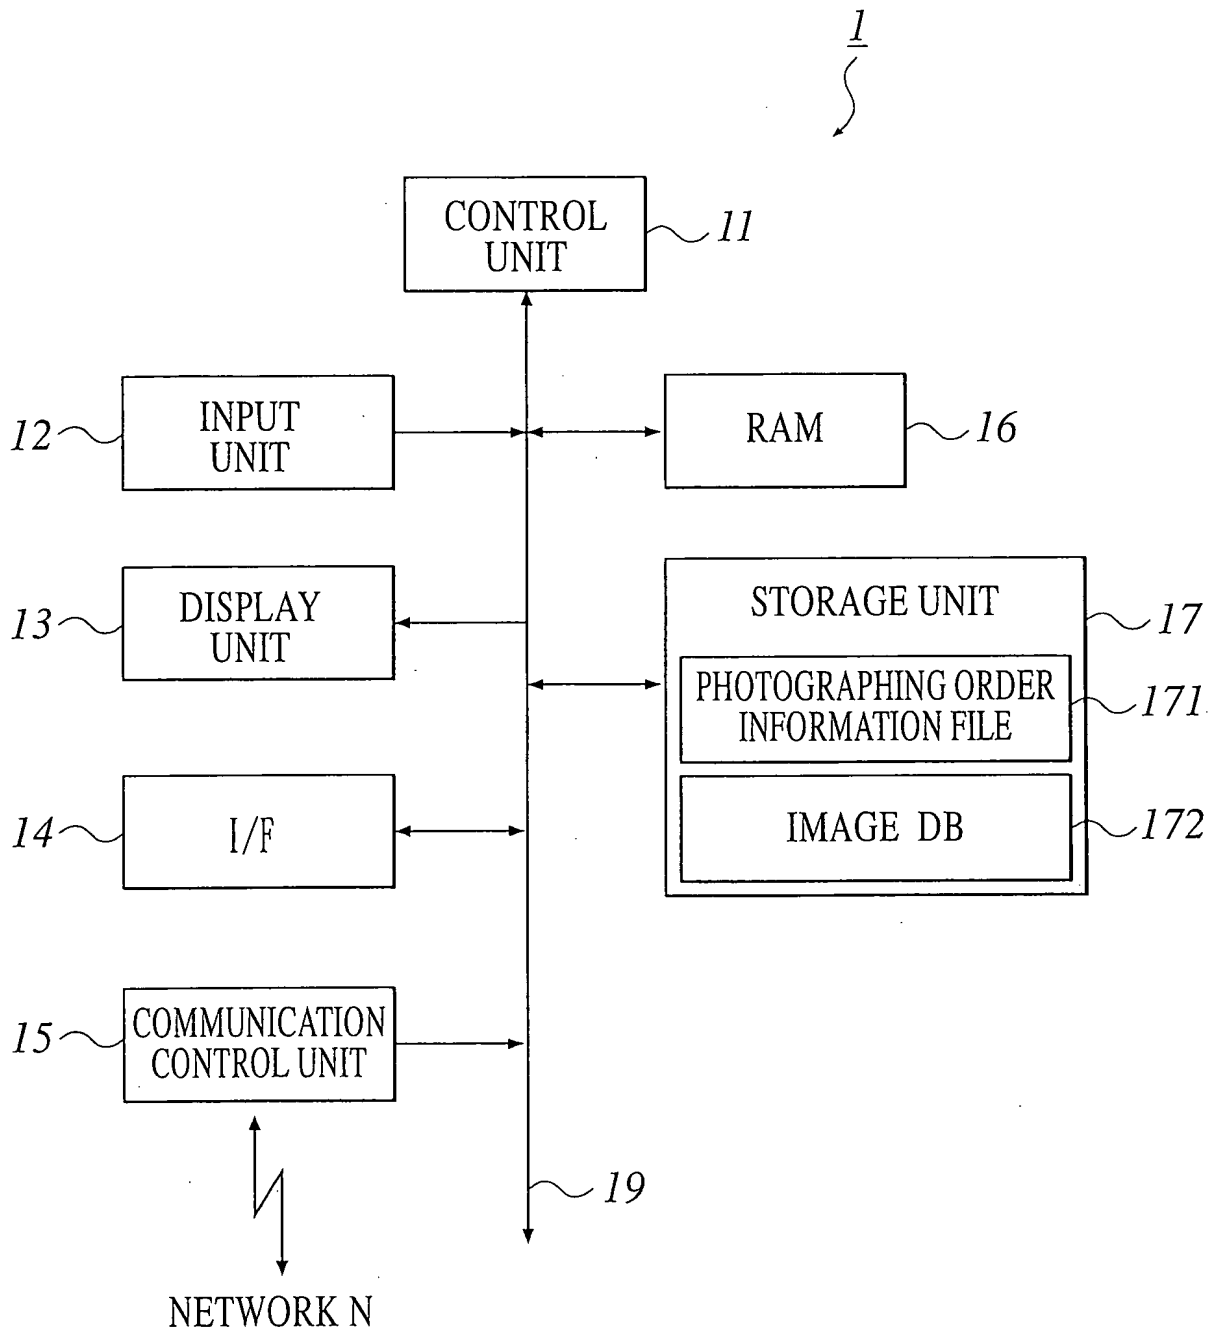 1
CONTROL
UNIT
11
INPUT
UNIT
12
RAM
16
DISPLAY
UNIT
13
STORAGE UNIT
17
PHOTOGRAPHING ORDER
INFORMATION FILE
171
I/F
14
IMAGE DB
172
COMMUNICATION
CONTROL UNIT
15
19
NETWORK N